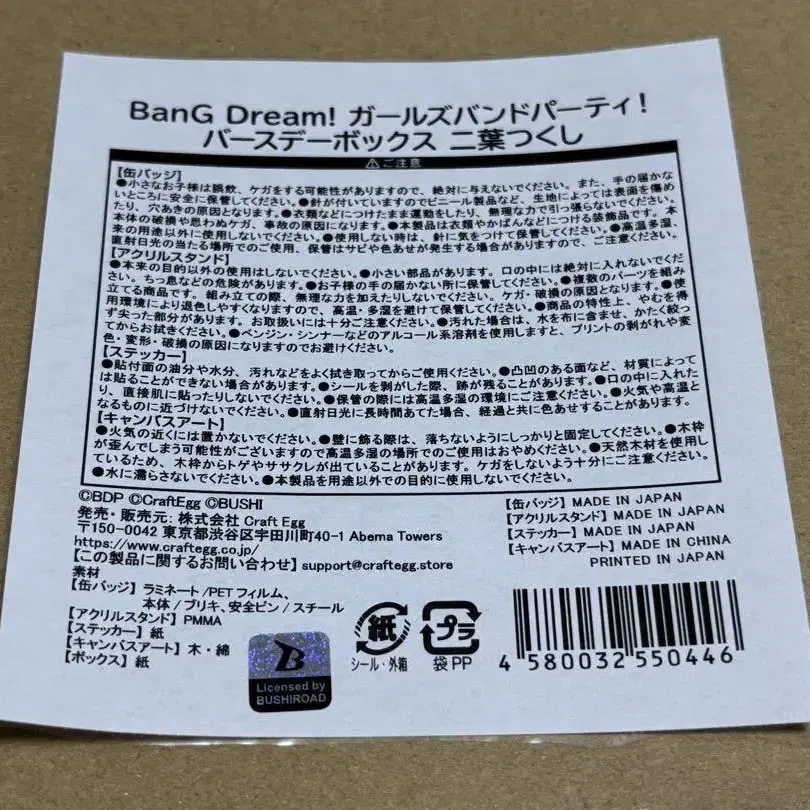 BanG Dream! ガールズバンドパーティ!
バースデーボックス 二葉つくし
⚠ご注意
【缶バッジ】
●小さなお子様は誤飲、ケガをする可能性がありますので、絶対に与えないでください。また、手の届かな
いところに安全に保管してください。●針が付いていますのでビニール製品など、生地によっては表面を傷め
たり、穴あきの原因となります。●衣類などにつけたまま運動をしたり、無理な力で引っ張らないでください。
本体の破損や思わぬケガ、事故の原因になります。●本製品は衣類やかばんなどにつける装飾品です。本
来の用途以外に使用しないでください。●使用しない時は、針に気をつけて保管してください。●高温多湿、
直射日光の当たる場所でのご使用、保管はサビや色あせが発生する場合がありますので、ご注意ください。
【アクリルスタンド】
●本来の目的以外の使用はしないでください。●小さい部品があります。口の中には絶対に入れないでくだ
さい。ちっ息などの危険があります。●お子様の手の届かない所に保管してください。●複数のパーツを組み
立てる商品です。組み立ての際、無理な力を加えたりしないでください。ケガ・破損の原因となります。●使
用環境により退色しやすくなりますので、高温・多湿を避けて保管してください。●商品の特性上、やむを得
ず尖った部分があります。お取扱いには十分ご注意ください。●汚れた場合は、水を布に含ませ、かたく絞っ
てからお拭きください。●ベンジン・シンナーなどのアルコール系溶剤を使用しますと、プリントの剥がれや変
色・変形・破損の原因になりますのでお避けください。
【ステッカー】
●貼付面の油分や水分、汚れなどをよく拭き取ってからご使用ください。●凸凹のある面など、材質によって
は貼ることができない場合があります。●シールを剥がした際、跡が残ることがあります。●口の中に入れた
り、直接肌に貼ったりしないでください。●保管の際には高温多湿の環境にご注意ください。●火気や高温と
なるものに近づけないでください。●直射日光に長時間あてた場合、経過と共に色あせすることがあります。
【キャンバスアート】
●火気の近くには置かないでください。●壁に飾る際は、落ちないようにしっかりと固定してください。●木枠
が歪んでしまう可能性がございますので高温多湿の場所でのご使用はおやめください。●天然木材を使用し
ているため、木枠からトゲやササクレが出ていることがあります。ケガをしないよう十分にご注意ください。
●水に濡らさないでください。●本製品を用途以外での目的に使用しないでください。
©BDP ©CraftEgg ©BUSHI
発売・販売元: 株式会社 Craft Egg
〒150-0042 東京都渋谷区宇田川町40-1 Abema Towers
https://www.craftegg.co.jp/
【この製品に関するお問い合わせ】 support@craftegg.store
【缶バッジ】 MADE IN JAPAN
【アクリルスタンド】 MADE IN JAPAN
【ステッカー】 MADE IN JAPAN
【キャンバスアート】 MADE IN CHINA
PRINTED IN JAPAN
素材
【缶バッジ】 ラミネート/PETフィルム、
本体/ブリキ、安全ピン/スチール
【アクリルスタンド】 PMMA
【ステッカー】 紙
【キャンバスアート】 木・綿
【ボックス】 紙
B
Licensed by
BUSHIROAD
紙
シール・外箱
プラ
袋PP
4 580032 550446